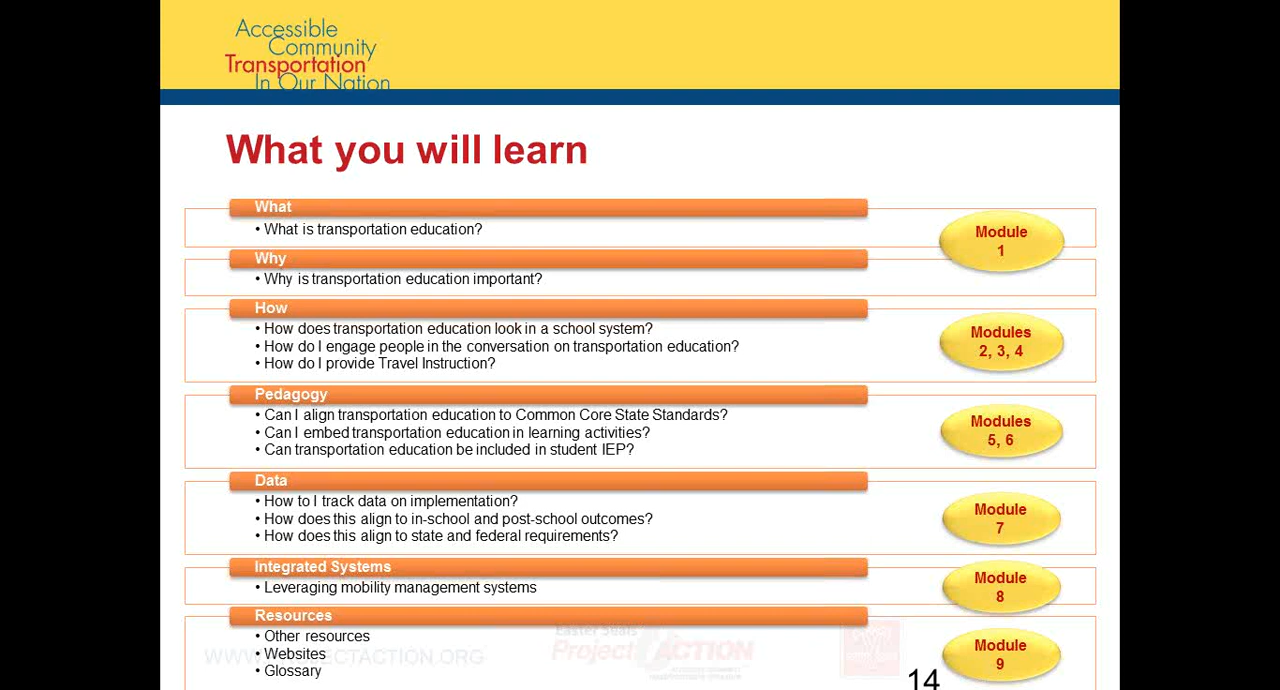 Accessible
Community
Transportation
In Our Nation
What you will learn
What
• What is transportation education?
Module
1
Why
• Why is transportation education important?
How
• How does transportation education look in a school system?
• How do I engage people in the conversation on transportation education?
• How do I provide Travel Instruction?
Modules
2, 3, 4
Pedagogy
• Can I align transportation education to Common Core State Standards?
• Can I embed transportation education in learning activities?
• Can transportation education be included in student IEP?
Modules
5, 6
Data
• How to I track data on implementation?
• How does this align to in-school and post-school outcomes?
• How does this align to state and federal requirements?
Module
7
Integrated Systems
• Leveraging mobility management systems
Module
8
Resources
• Other resources
• Websites
• Glossary
Module
9
Easter Seals
Project ACTION
14